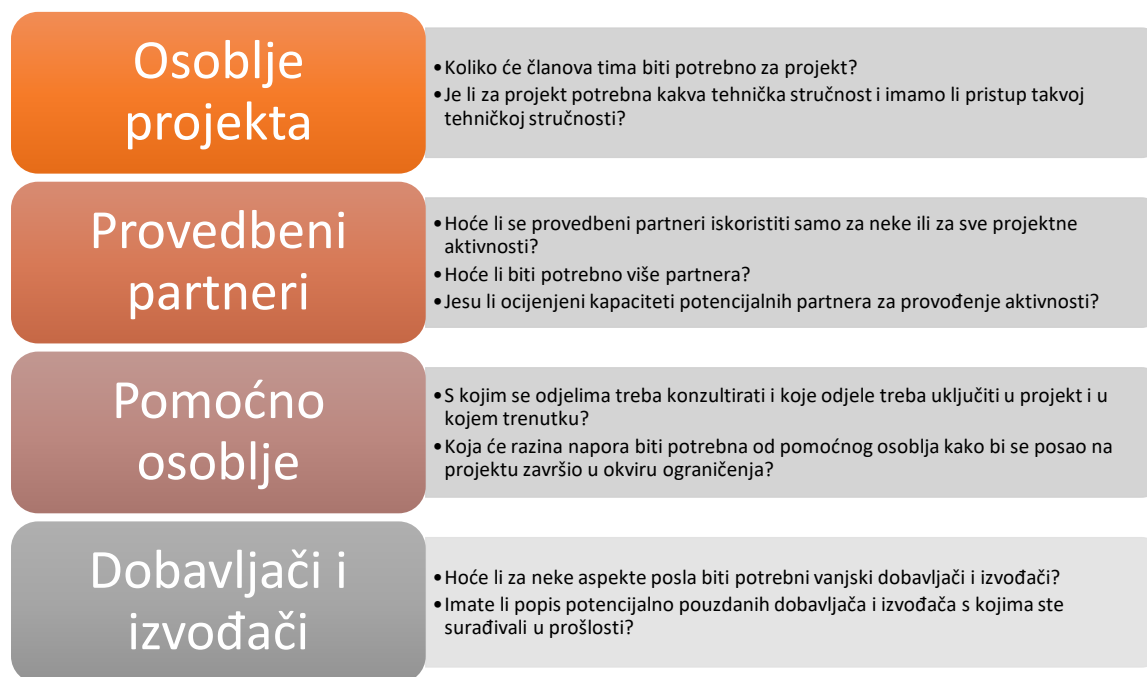 Osoblje
projekta
•Koliko će članova tima biti potrebno za projekt?
•Je li za projekt potrebna kakva tehnička stručnost i imamo li pristup takvoj
tehničkoj stručnosti?
Provedbeni
partneri
•Hoće li se provedbeni partneri iskoristiti samo za neke ili za sve projektne
aktivnosti?
•Hoće li biti potrebno više partnera?
•Jesu li ocijenjeni kapaciteti potencijalnih partnera za provođenje aktivnosti?
Pomoćno
osoblje
•S kojim se odjelima treba konzultirati i koje odjele treba uključiti u projekt i u
kojem trenutku?
•Koja će razina napora biti potrebna od pomoćnog osoblja kako bi se posao na
projektu završio u okviru ograničenja?
Dobavljači i
izvođači
•Hoće li za neke aspekte posla biti potrebni vanjski dobavljači i izvođači?
•Imate li popis potencijalno pouzdanih dobavljača i izvođača s kojima ste
surađivali u prošlosti?